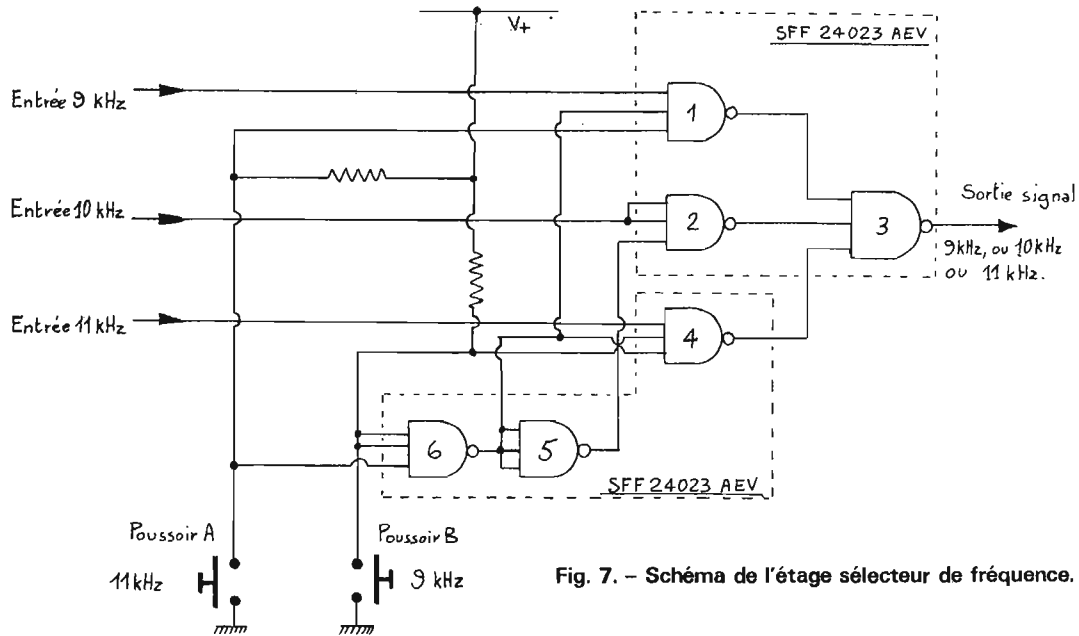 V+
SFF 24023 AEV
Entrée 9 kHz
1
Entrée 10 kHz
2
3
Sortie signal
9kHz, ou 10kHz
ou 11 kHz.
Entrée 11 kHz
4
6
5
SFF 24023 AEV
Poussoir A
Poussoir B
11 kHz
9 kHz
Fig. 7. – Schéma de l'étage sélecteur de fréquence.